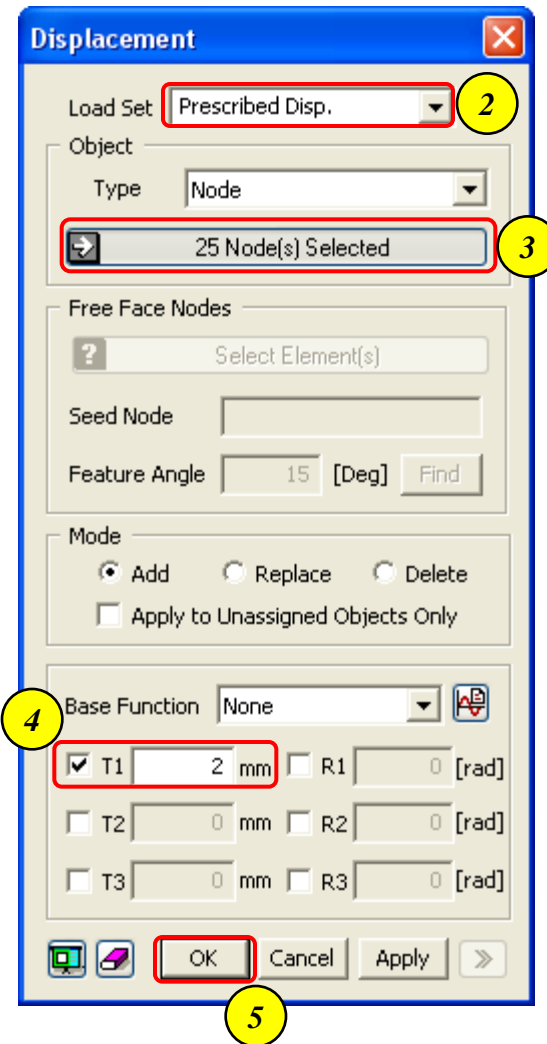 Displacement
Load Set Prescribed Disp. 2
Object
Type Node
25 Node(s) Selected 3
Free Face Nodes
? Select Element(s)
Seed Node
Feature Angle 15 [Deg] Find
Mode
Add Replace Delete
Apply to Unassigned Objects Only
4 Base Function None
T1 2 mm R1 0 [rad]
T2 0 mm R2 0 [rad]
T3 0 mm R3 0 [rad]
OK Cancel Apply >>
5